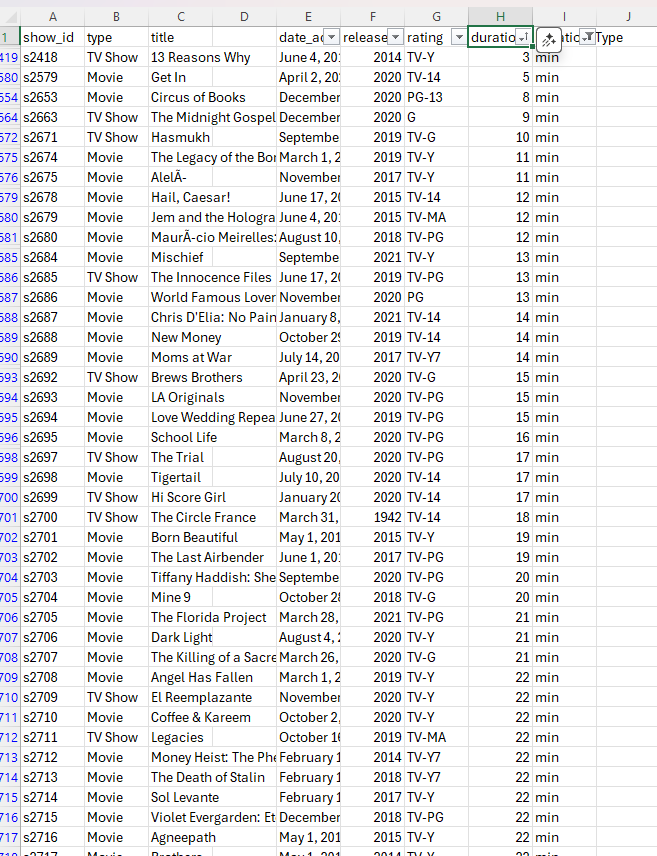 A B C D E F G H I J
1 show_id type title date_ac release rating duratio atio Type
419 s2418 TV Show 13 Reasons Why June 4, 20 2014 TV-Y 3 min
580 s2579 Movie Get In April 2, 20 2020 TV-14 5 min
654 s2653 Movie Circus of Books December 2020 PG-13 8 min
664 s2663 TV Show The Midnight Gospel December 2020 G 9 min
672 s2671 TV Show Hasmukh Septembe 2019 TV-G 10 min
675 s2674 Movie The Legacy of the Bor March 1, 2 2019 TV-Y 11 min
676 s2675 Movie AlelÃ- November 2017 TV-Y 11 min
679 s2678 Movie Hail, Caesar! June 17, 20 2015 TV-14 12 min
680 s2679 Movie Jem and the Hologra June 4, 20 2015 TV-MA 12 min
681 s2680 Movie MaurÃ-cio Meirelles: August 10, 2018 TV-PG 12 min
685 s2684 Movie Mischief Septembe 2021 TV-Y 13 min
686 s2685 TV Show The Innocence Files June 17, 20 2019 TV-PG 13 min
687 s2686 Movie World Famous Lover November 2020 PG 13 min
688 s2687 Movie Chris D'Elia: No Pain January 8, 2021 TV-14 14 min
689 s2688 Movie New Money October 29 2019 TV-14 14 min
690 s2689 Movie Moms at War July 14, 20 2017 TV-Y7 14 min
693 s2692 TV Show Brews Brothers April 23, 2 2020 TV-G 15 min
694 s2693 Movie LA Originals November 2020 TV-PG 15 min
695 s2694 Movie Love Wedding Repea June 27, 20 2019 TV-PG 15 min
696 s2695 Movie School Life March 8, 2 2020 TV-PG 16 min
698 s2697 TV Show The Trial August 20, 2020 TV-PG 17 min
699 s2698 Movie Tigertail July 10, 20 2020 TV-14 17 min
700 s2699 TV Show Hi Score Girl January 20 2020 TV-14 17 min
701 s2700 TV Show The Circle France March 31, 1942 TV-14 18 min
702 s2701 Movie Born Beautiful May 1, 201 2015 TV-Y 19 min
703 s2702 Movie The Last Airbender June 1, 20 2017 TV-PG 19 min
704 s2703 Movie Tiffany Haddish: She Septembe 2020 TV-PG 20 min
705 s2704 Movie Mine 9 October 28 2018 TV-G 20 min
706 s2705 Movie The Florida Project March 28, 2021 TV-PG 21 min
707 s2706 Movie Dark Light August 4, 2020 TV-Y 21 min
708 s2707 Movie The Killing of a Sacre March 26, 2020 TV-G 21 min
709 s2708 Movie Angel Has Fallen March 1, 2 2019 TV-Y 22 min
710 s2709 TV Show El Reemplazante November 2020 TV-Y 22 min
711 s2710 Movie Coffee & Kareem October 2, 2020 TV-Y 22 min
712 s2711 TV Show Legacies October 16 2019 TV-MA 22 min
713 s2712 Movie Money Heist: The Phe February 1 2014 TV-Y7 22 min
714 s2713 Movie The Death of Stalin February 1 2018 TV-Y7 22 min
715 s2714 Movie Sol Levante February 1 2017 TV-Y 22 min
716 s2715 Movie Violet Evergarden: Et December 2018 TV-PG 22 min
717 s2716 Movie Agneepath May 1, 201 2015 TV-Y 22 min